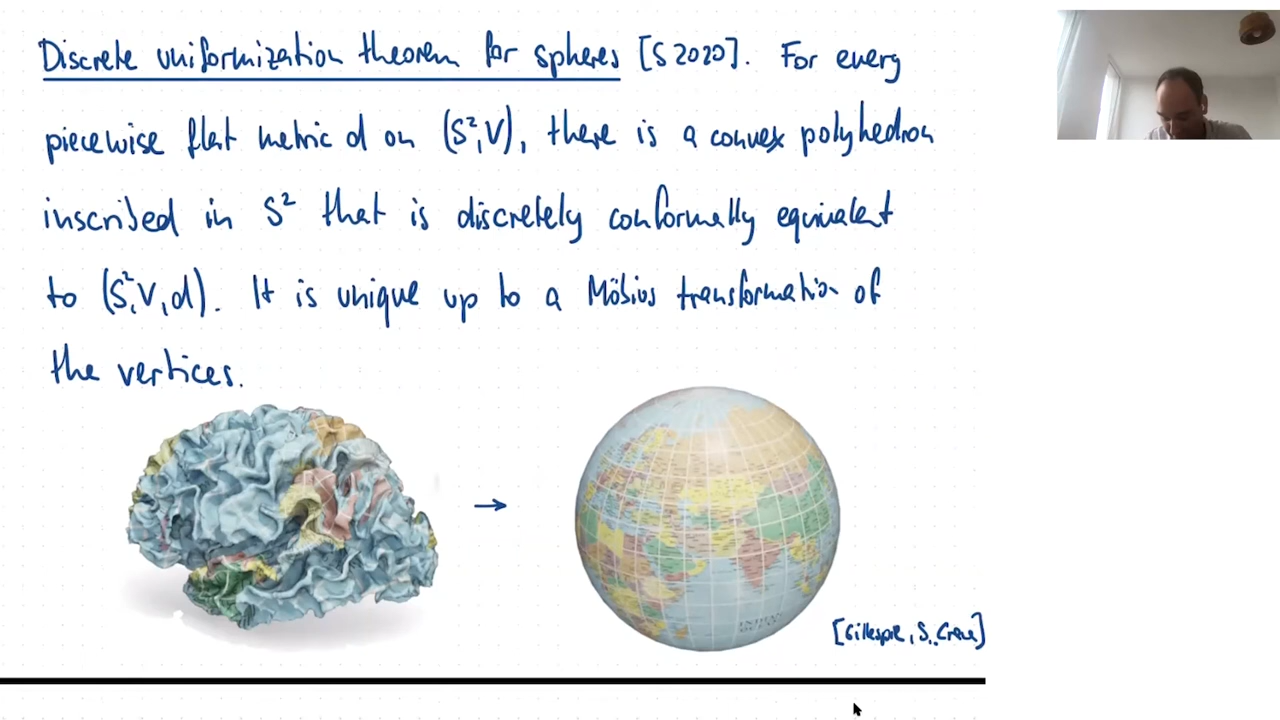 Discrete uniformization theorem for spheres [S 2020]. For every
piecewise flat metric d on (S²,V), there is a convex polyhedron
inscribed in S² that is discretely conformally equivalent
to (S²,V,d). It is unique up to a Möbius transformation of
the vertices.
→
[Gillespie, S, Crane]